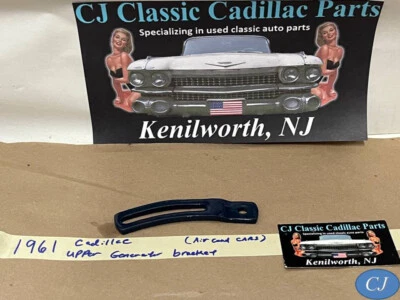 CJ Classic Cadillac Parts
Specializing in used classic auto parts
Kenilworth, NJ
1961 Cadillac (Air cond CARS)
UPPer Generator bracket
CJ Classic Cadillac Parts
Kenilworth, NJ
CJ